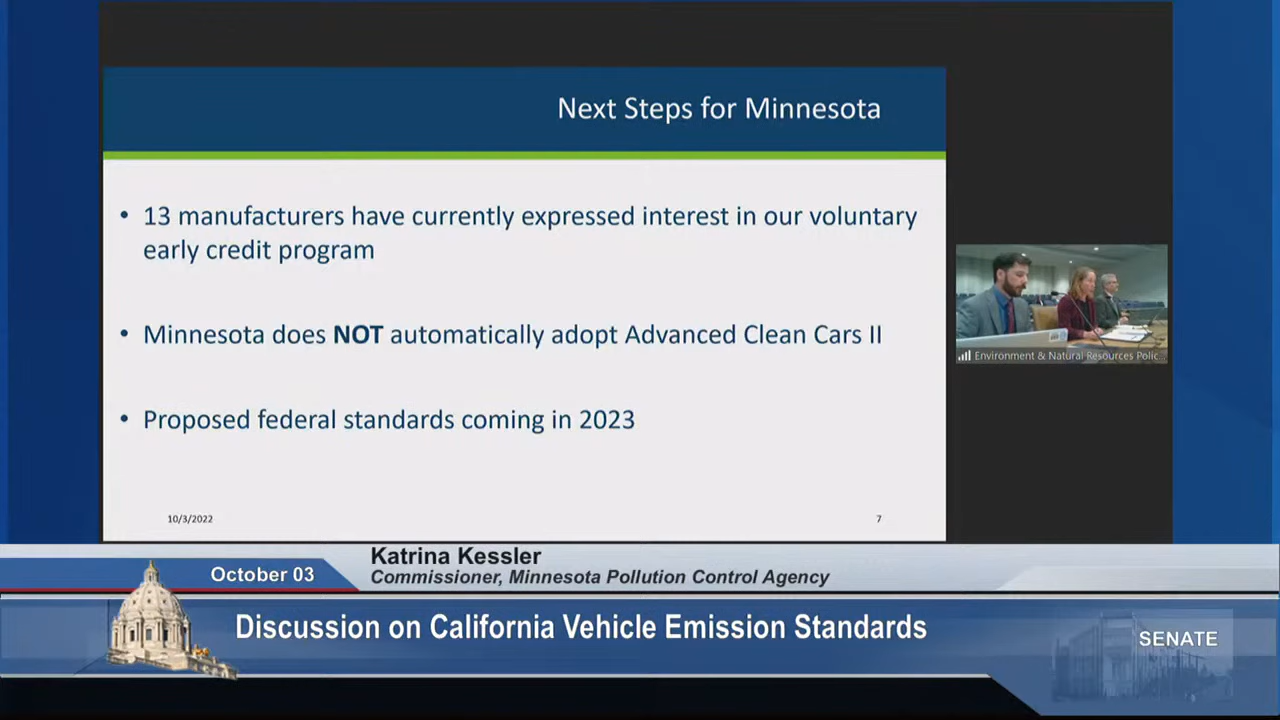 Next Steps for Minnesota
• 13 manufacturers have currently expressed interest in our voluntary
early credit program
• Minnesota does NOT automatically adopt Advanced Clean Cars II
• Proposed federal standards coming in 2023
10/3/2022
7
Environment & Natural Resources Polic...
Katrina Kessler
October 03
Commissioner, Minnesota Pollution Control Agency
Discussion on California Vehicle Emission Standards
SENATE